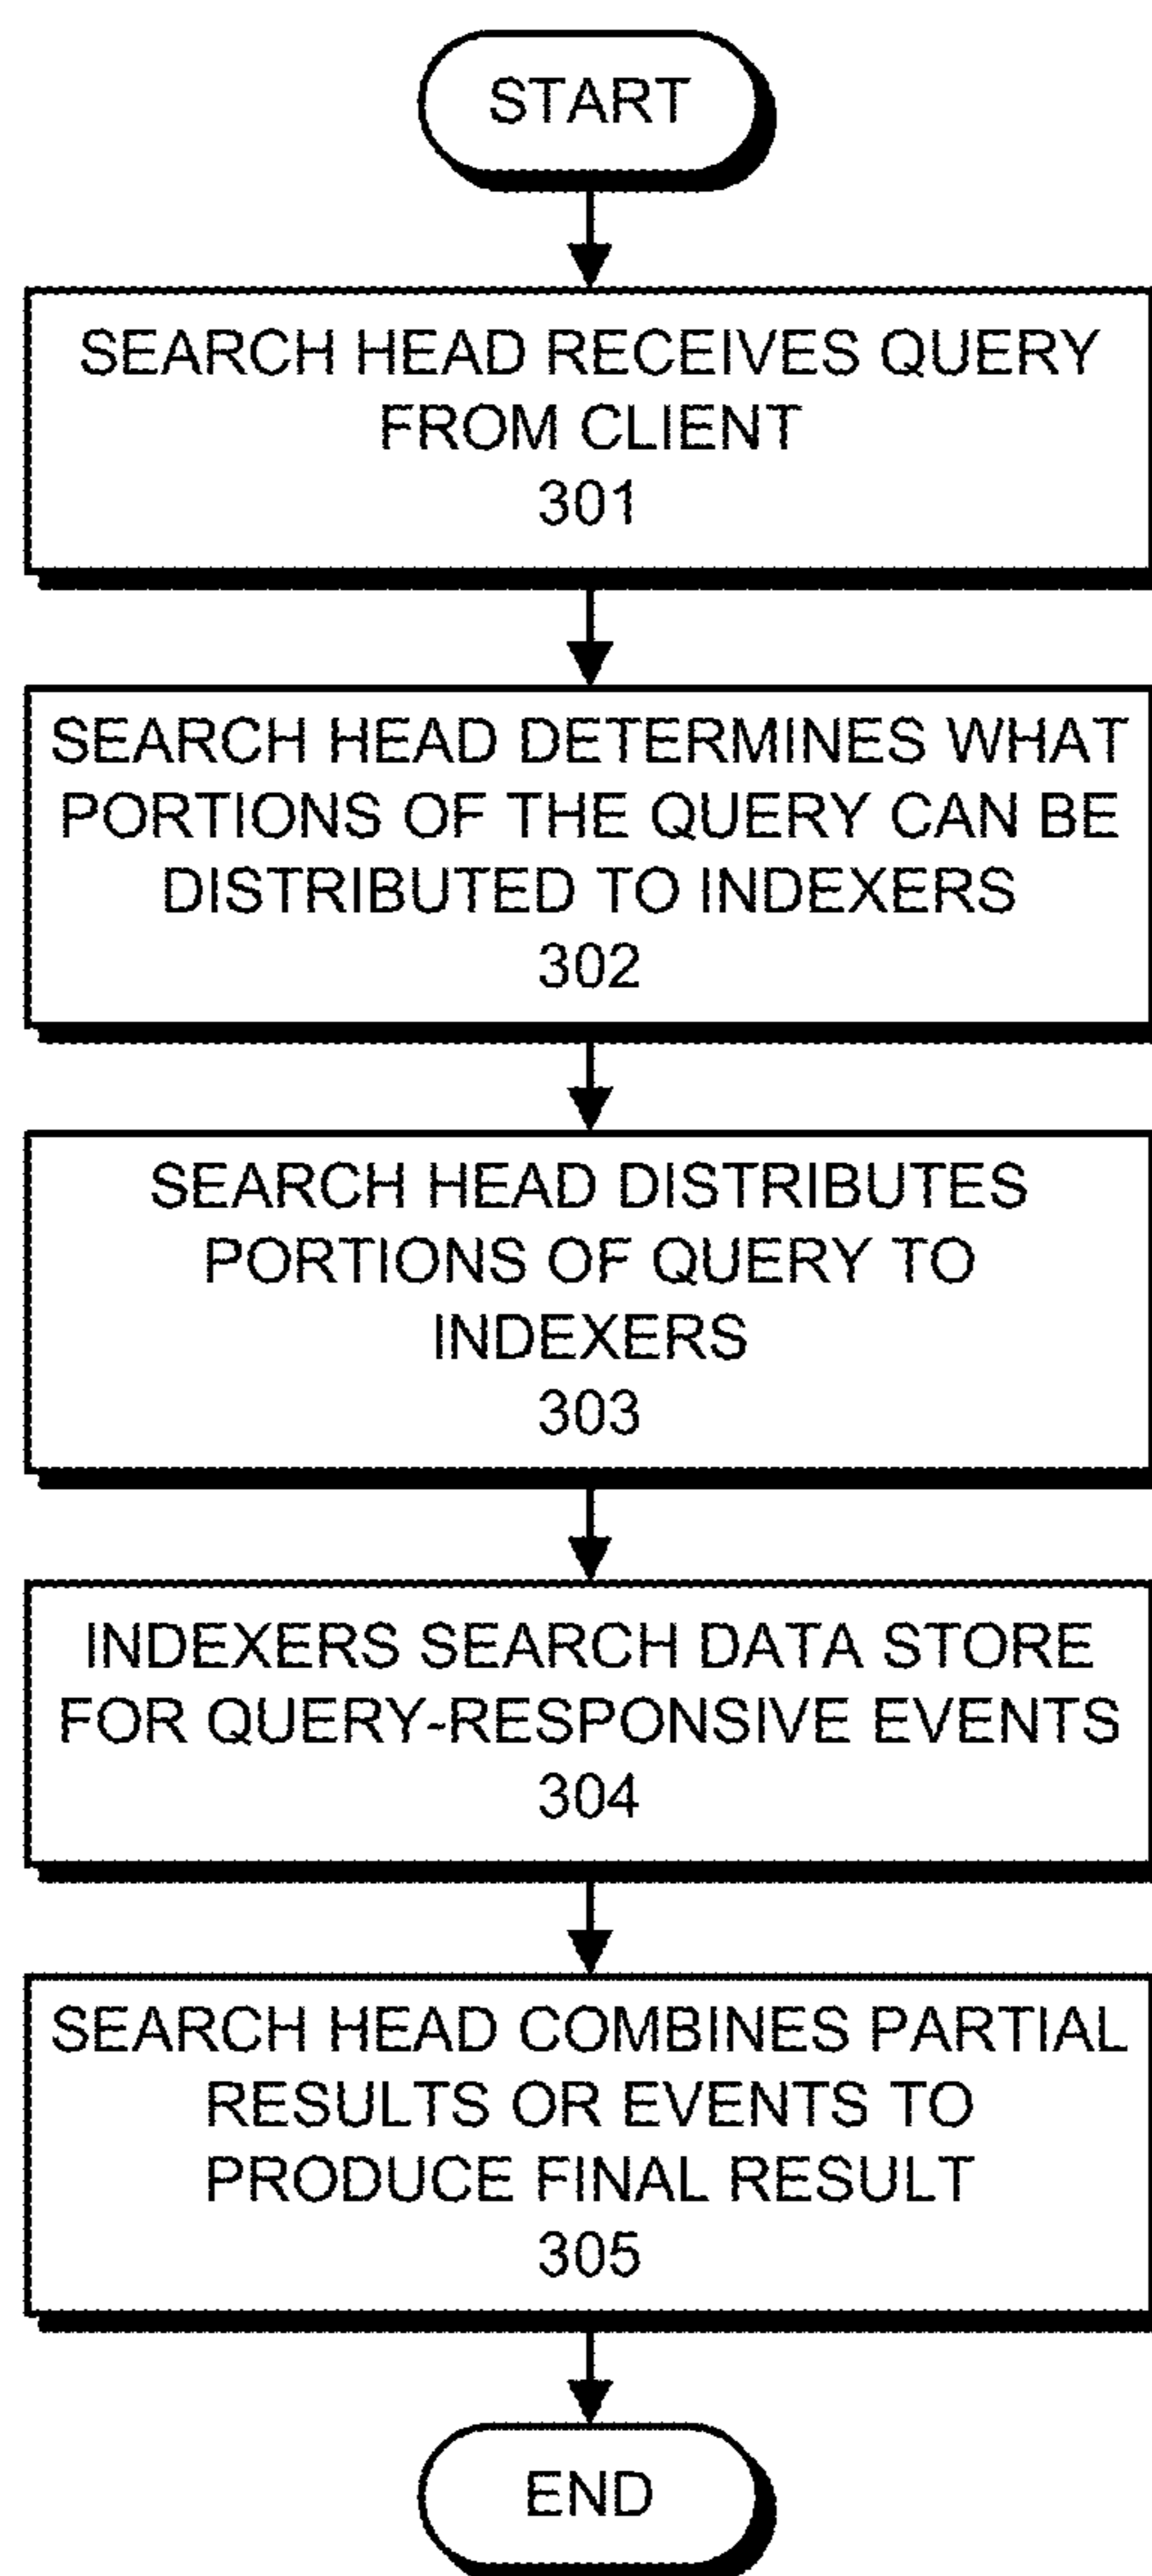 START
SEARCH HEAD RECEIVES QUERY
FROM CLIENT
301
SEARCH HEAD DETERMINES WHAT
PORTIONS OF THE QUERY CAN BE
DISTRIBUTED TO INDEXERS
302
SEARCH HEAD DISTRIBUTES
PORTIONS OF QUERY TO
INDEXERS
303
INDEXERS SEARCH DATA STORE
FOR QUERY-RESPONSIVE EVENTS
304
SEARCH HEAD COMBINES PARTIAL
RESULTS OR EVENTS TO
PRODUCE FINAL RESULT
305
END